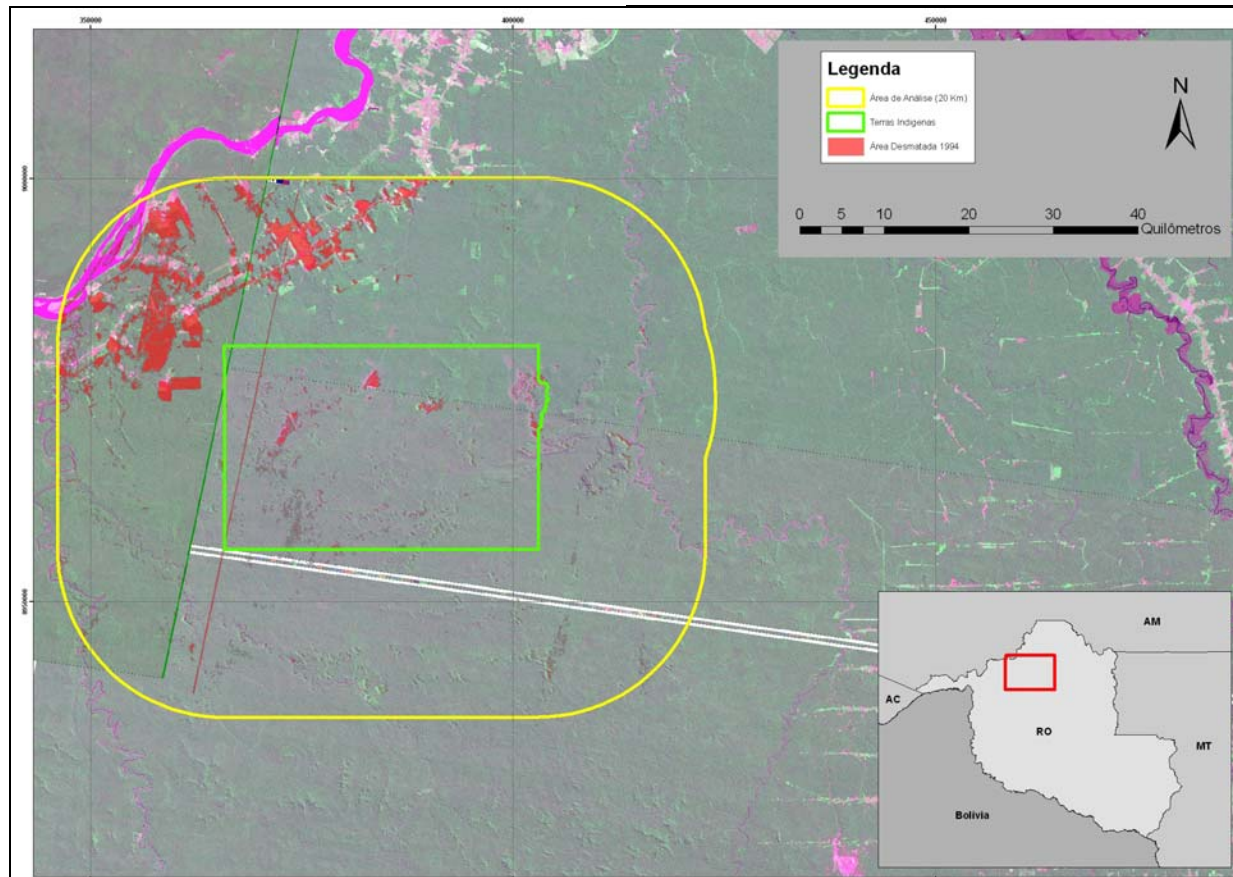 350000
400000
450000
Legenda
Área de Análise (20 Km)
Terras Indígenas
Área Desmatada 1994
N
0 5 10 20 30 40
Quilômetros
9000000
8950000
AM
AC
RO
MT
Bolívia